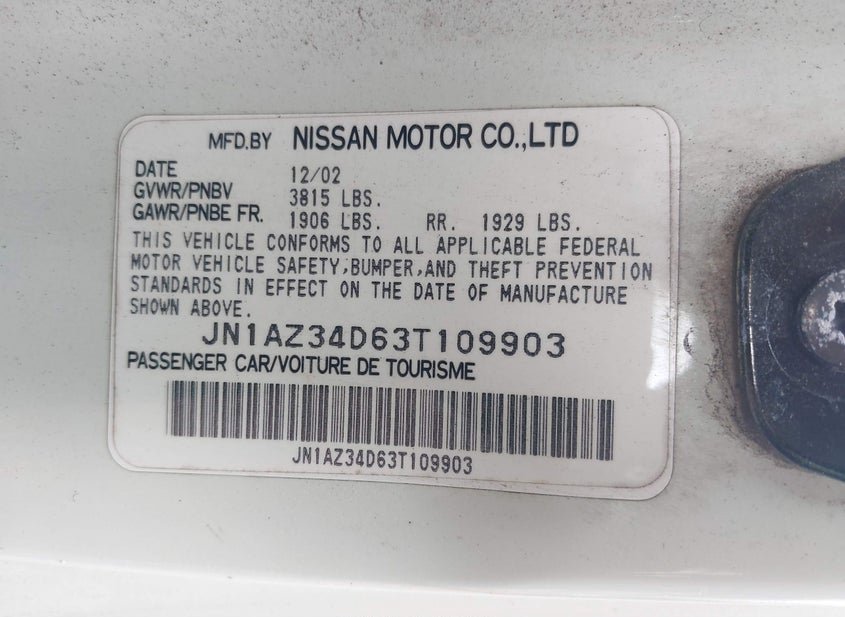 MFD.BY NISSAN MOTOR CO.,LTD
DATE 12/02
GVWR/PNBV 3815 LBS.
GAWR/PNBE FR. 1906 LBS. RR. 1929 LBS.
THIS VEHICLE CONFORMS TO ALL APPLICABLE FEDERAL
MOTOR VEHICLE SAFETY,BUMPER,AND THEFT PREVENTION
STANDARDS IN EFFECT ON THE DATE OF MANUFACTURE
SHOWN ABOVE.
JN1AZ34D63T109903
PASSENGER CAR/VOITURE DE TOURISME
JN1AZ34D63T109903